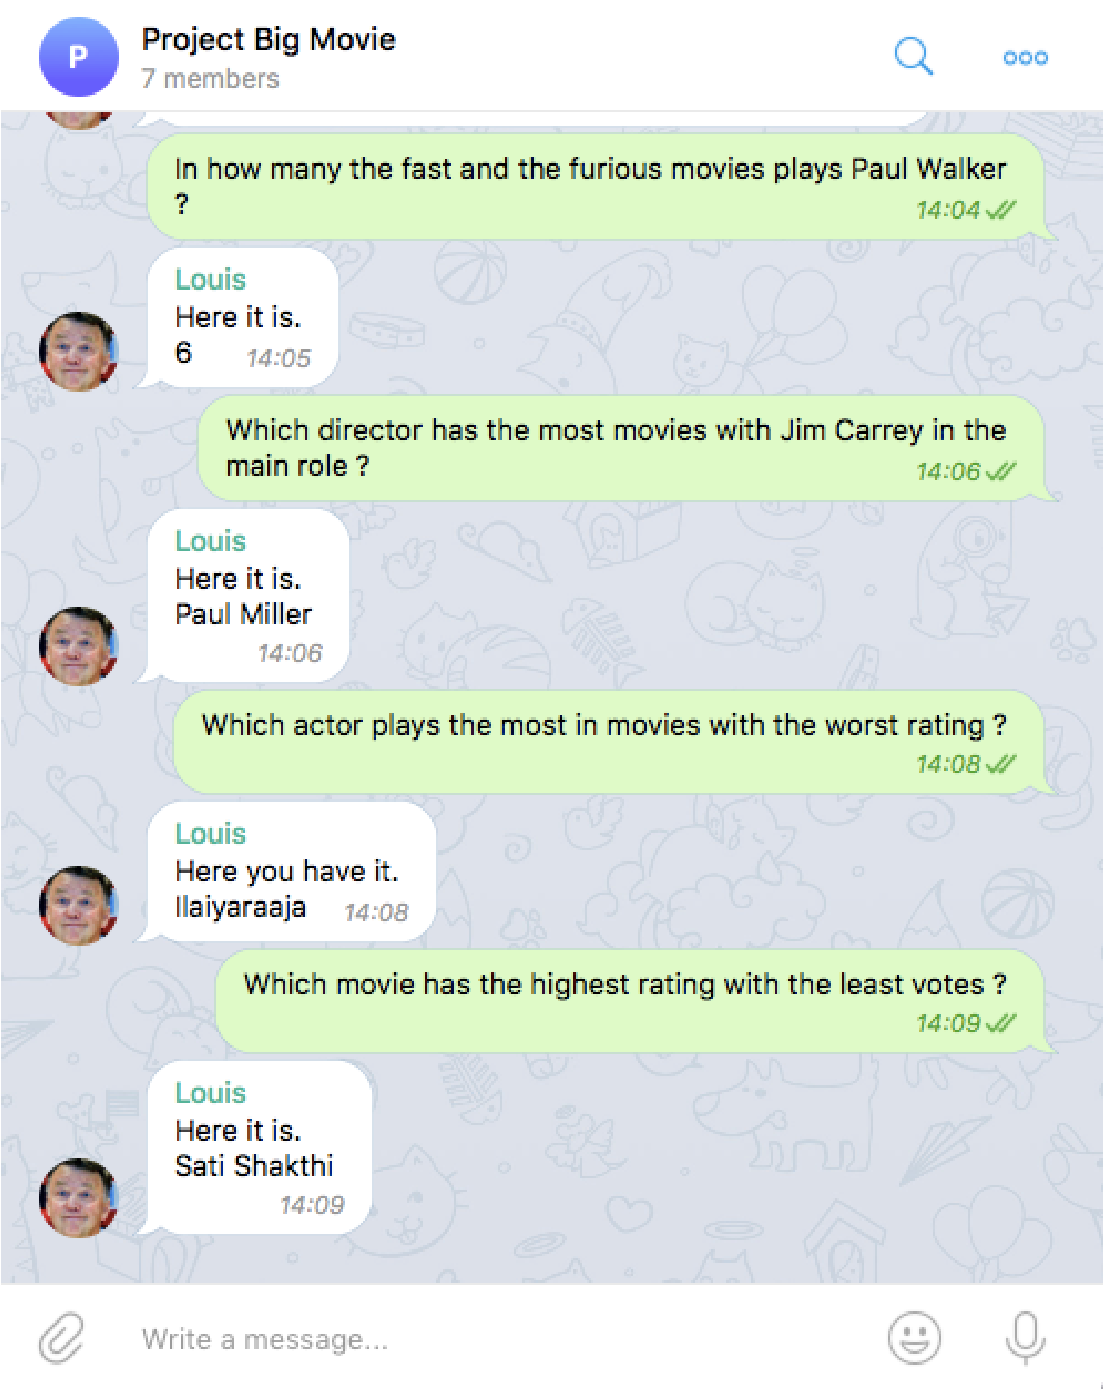 P
Project Big Movie
7 members
In how many the fast and the furious movies plays Paul Walker
?
14:04
Louis
Here it is.
6
14:05
Which director has the most movies with Jim Carrey in the
main role ?
14:06
Louis
Here it is.
Paul Miller
14:06
Which actor plays the most in movies with the worst rating ?
14:08
Louis
Here you have it.
Ilaiyaraaja
14:08
Which movie has the highest rating with the least votes ?
14:09
Louis
Here it is.
Sati Shakthi
14:09
Write a message...